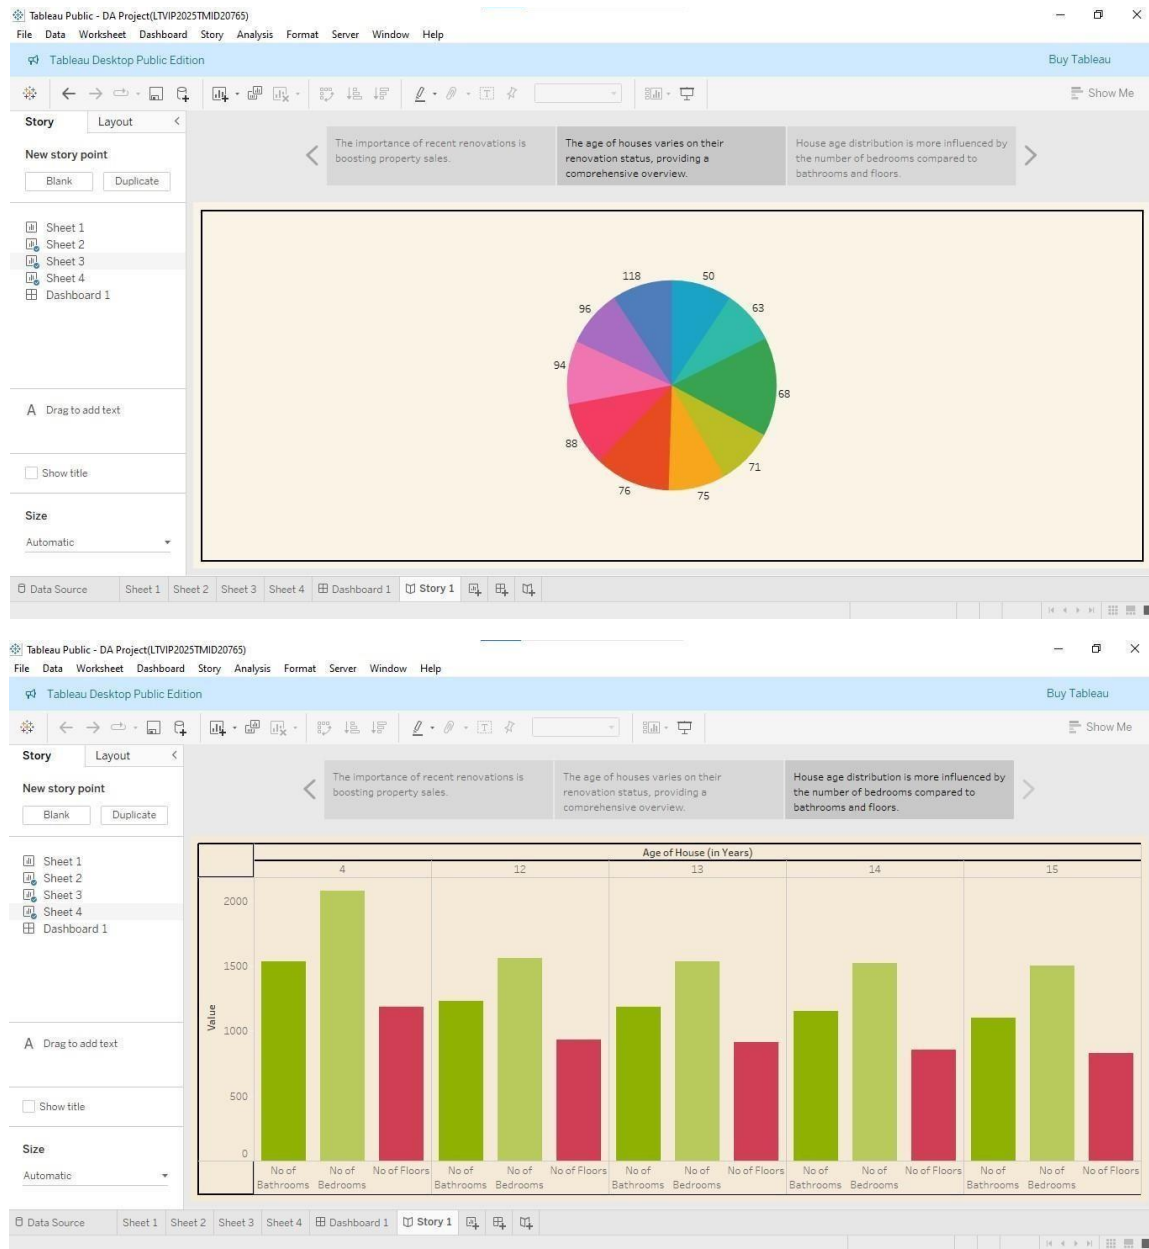 Tableau Public - DA Project(LTVIP2025TMID20765)
File Data Worksheet Dashboard Story Analysis Format Server Window Help
Tableau Desktop Public Edition Buy Tableau
Show Me
Story Layout
New story point
Blank Duplicate
The importance of recent renovations is
boosting property sales.
The age of houses varies on their
renovation status, providing a
comprehensive overview.
House age distribution is more influenced by
the number of bedrooms compared to
bathrooms and floors.
Sheet 1
Sheet 2
Sheet 3
Sheet 4
Dashboard 1
A Drag to add text
Show title
Size
Automatic
118 50
96 63
94
68
88
71
76 75
Data Source Sheet 1 Sheet 2 Sheet 3 Sheet 4 Dashboard 1 Story 1
Tableau Public - DA Project(LTVIP2025TMID20765)
File Data Worksheet Dashboard Story Analysis Format Server Window Help
Tableau Desktop Public Edition Buy Tableau
Show Me
Story Layout
New story point
Blank Duplicate
The importance of recent renovations is
boosting property sales.
The age of houses varies on their
renovation status, providing a
comprehensive overview.
House age distribution is more influenced by
the number of bedrooms compared to
bathrooms and floors.
Sheet 1
Sheet 2
Sheet 3
Sheet 4
Dashboard 1
A Drag to add text
Show title
Size
Automatic
Age of House (in Years)
4 12 13 14 15
2000
1500
1000
500
0
Value
No of Bathrooms No of Bedrooms No of Floors No of Bathrooms No of Bedrooms No of Floors No of Bathrooms No of Bedrooms No of Floors No of Bathrooms No of Bedrooms No of Floors No of Bathrooms No of Bedrooms No of Floors
Data Source Sheet 1 Sheet 2 Sheet 3 Sheet 4 Dashboard 1 Story 1